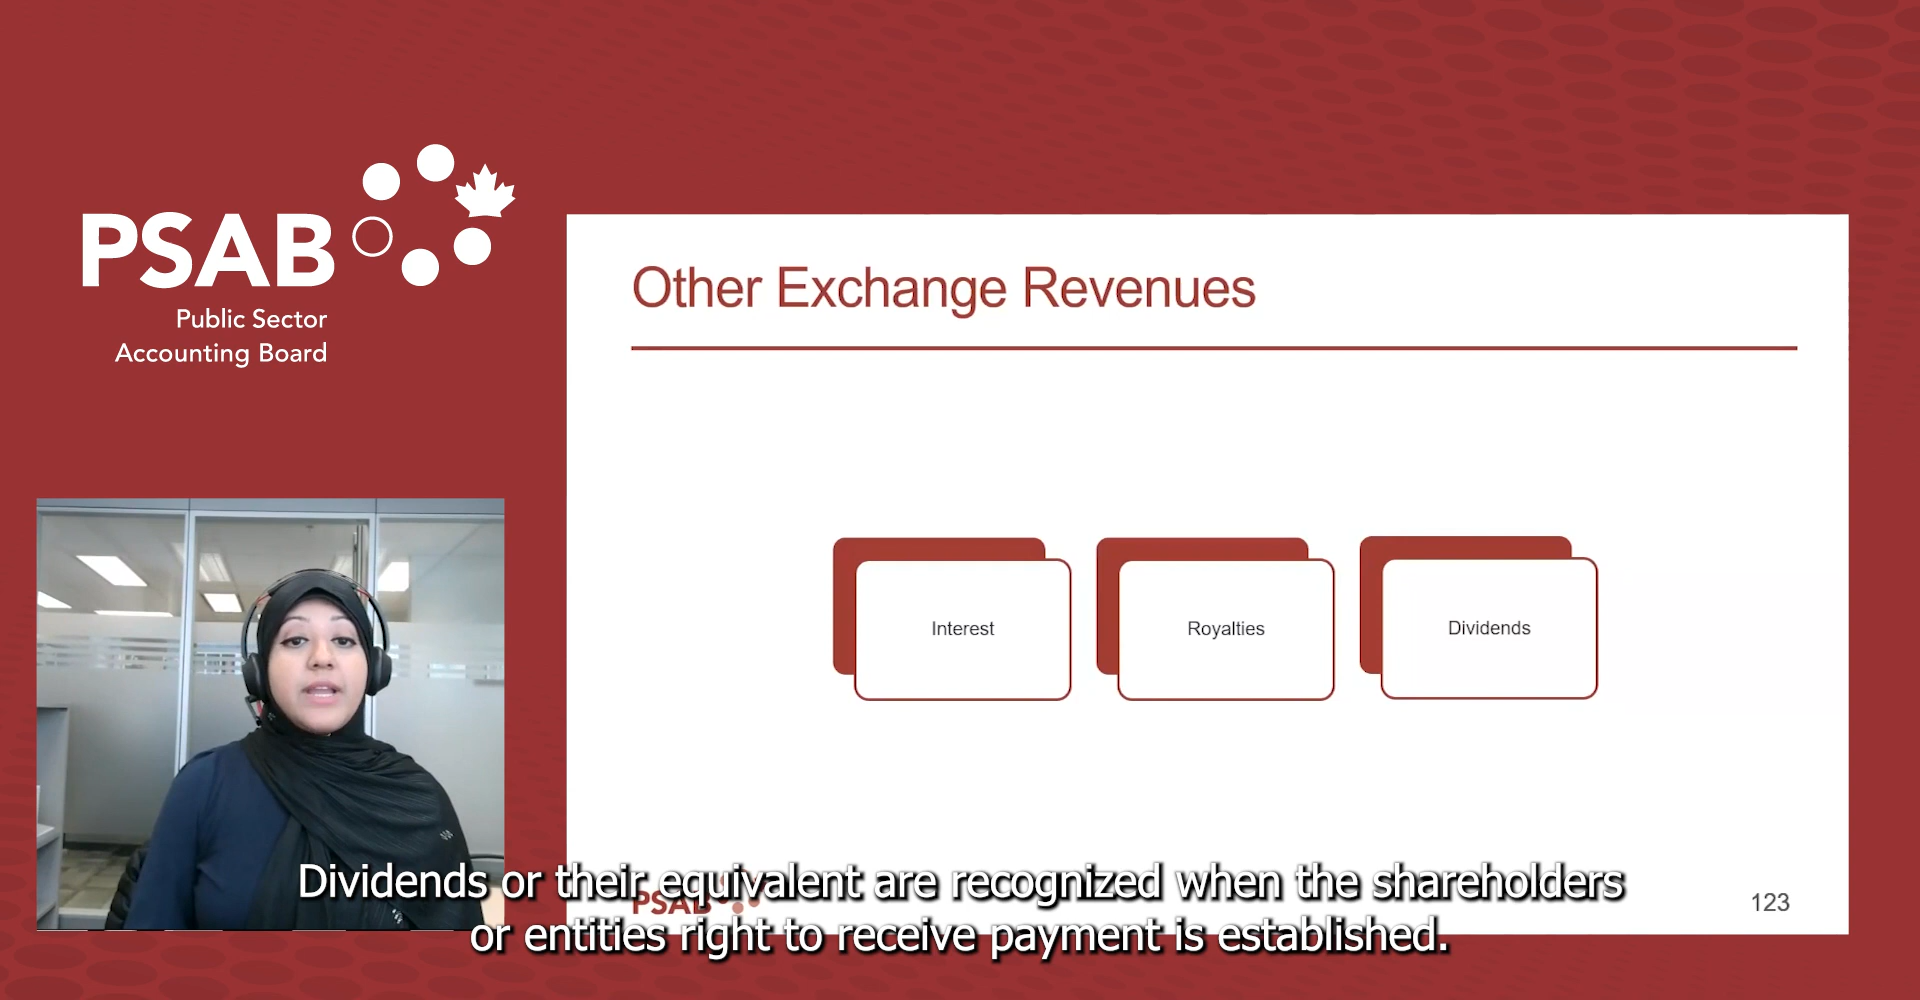 PSAB
Public Sector
Accounting Board
Other Exchange Revenues
Interest
Royalties
Dividends
PSAB
123
Dividends or their equivalent are recognized when the shareholders
or entities right to receive payment is established.